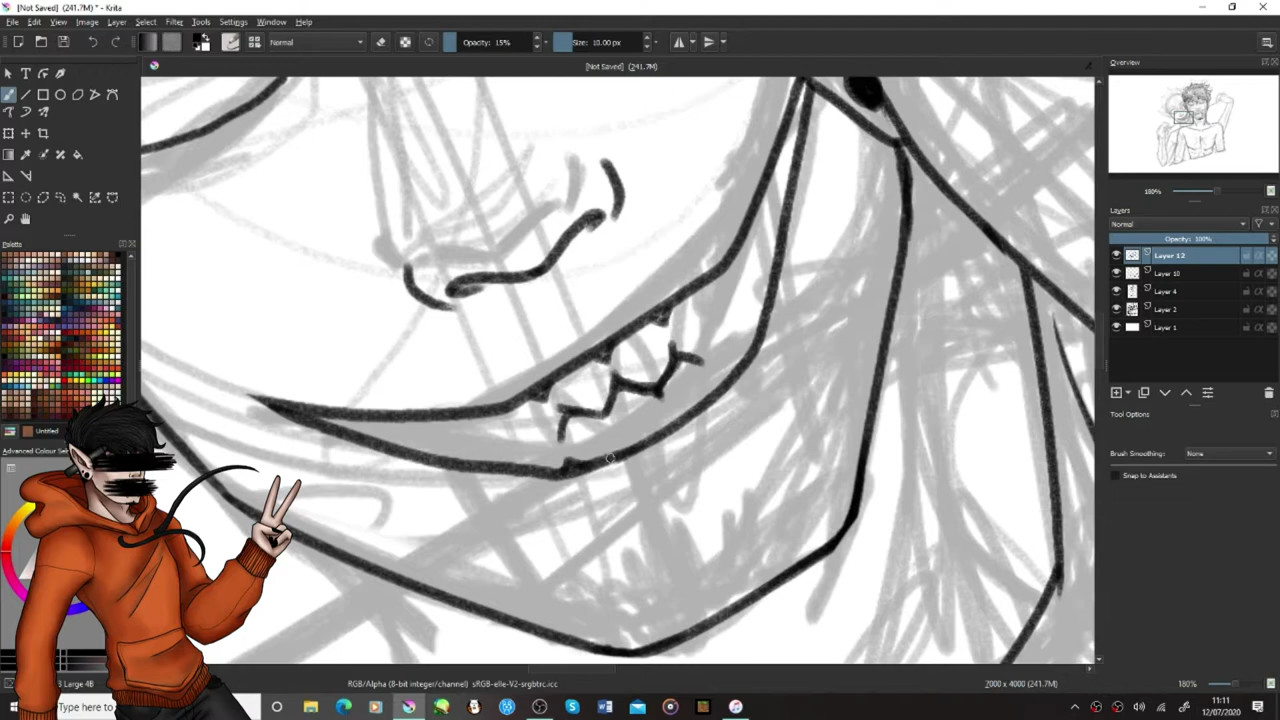 [Not Saved] (241.7M) * - Krita
File Edit View Image Layer Select Filter Tools Settings Window Help
Normal Opacity: 15% Size: 10.00 px
[Not Saved] (241.7M)
Overview
180%
Layers
Normal
Opacity: 100%
Layer 12
Layer 10
Layer 4
Layer 2
Layer 1
Tool Options
Brush Smoothing: None
Snap to Assistants
Palette
Untitled
Advanced Colour Sel
Large 4B
RGB/Alpha (8-bit integer/channel) sRGB-elle-V2-srgbtrc.icc
7000 x 4000 (241.7M)
180%
Type here to
11:11
12/07/2020